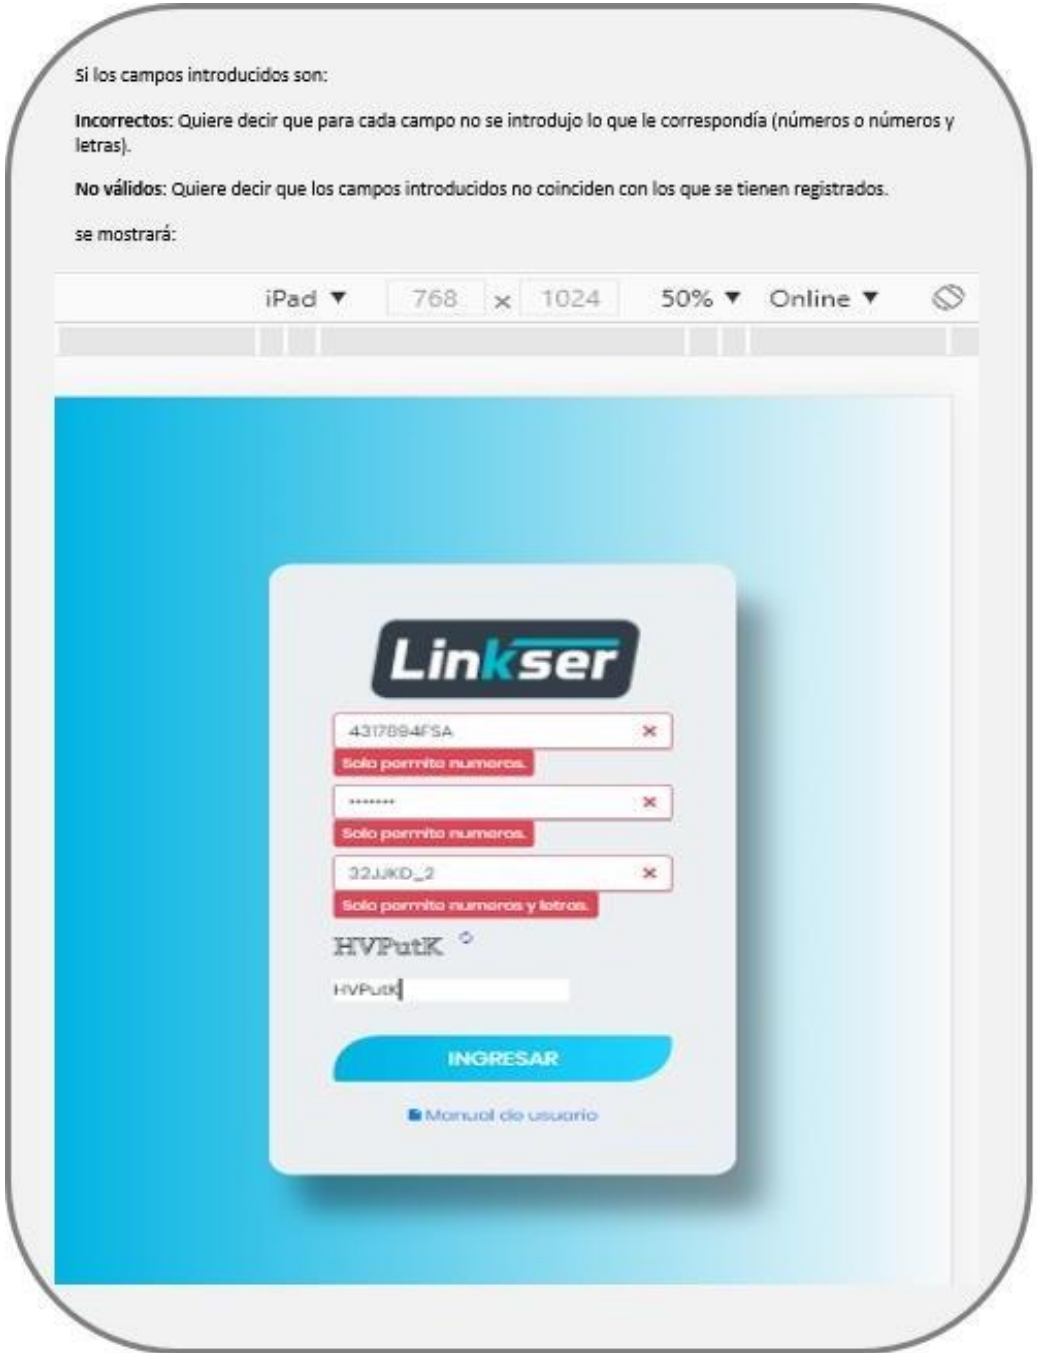 Si los campos introducidos son:
Incorrectos: Quiere decir que para cada campo no se introdujo lo que le correspondía (números o números y
letras).
No válidos: Quiere decir que los campos introducidos no coinciden con los que se tienen registrados.
se mostrará:
iPad ▼ 768 × 1024 50% ▼ Online ▼
Linkser
4317894FSA ×
Solo permito numeros.
••••••• ×
Solo permito numeros.
32JJKD_2 ×
Solo permito numeros y letras.
HVPutK
HVPutK
INGRESAR
Manual de usuario